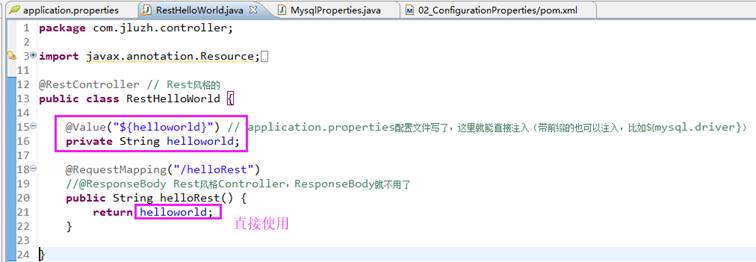 application.properties
RestHelloWorld.java
MysqlProperties.java
02_ConfigurationProperties/pom.xml
1 package com.jluzh.controller;
2
3 import javax.annotation.Resource;
11
12 @RestController // Rest风格的
13 public class RestHelloWorld {
14
15 @Value("${helloworld}") // application.properties配置文件写了，这里就能直接注入（带前缀的也可以注入，比如${mysql.driver}）
16 private String helloworld;
17
18 @RequestMapping("/helloRest")
19 //@ResponseBody Rest风格Controller，ResponseBody就不用了
20 public String helloRest() {
21 return helloworld;
直接使用
22 }
23
24 }